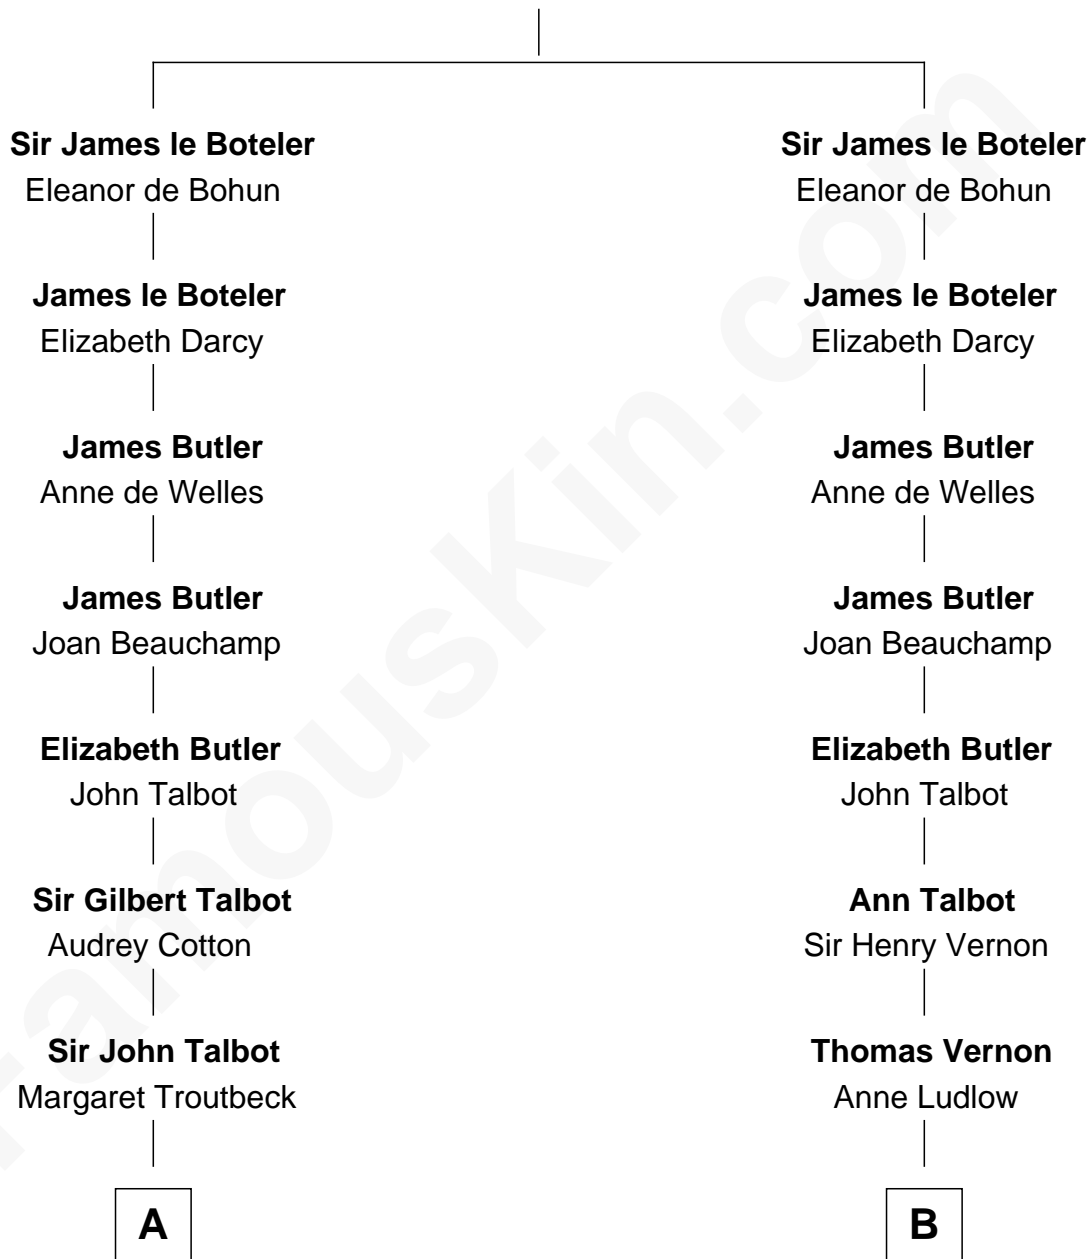 Sir James le Boteler
Eleanor de Bohun
James le Boteler
Elizabeth Darcy
James Butler
Anne de Welles
James Butler
Joan Beauchamp
Elizabeth Butler
John Talbot
Sir Gilbert Talbot
Audrey Cotton
Sir John Talbot
Margaret Troutbeck
A
Sir James le Boteler
Eleanor de Bohun
James le Boteler
Elizabeth Darcy
James Butler
Anne de Welles
James Butler
Joan Beauchamp
Elizabeth Butler
John Talbot
Ann Talbot
Sir Henry Vernon
Thomas Vernon
Anne Ludlow
B
FamousKin.com